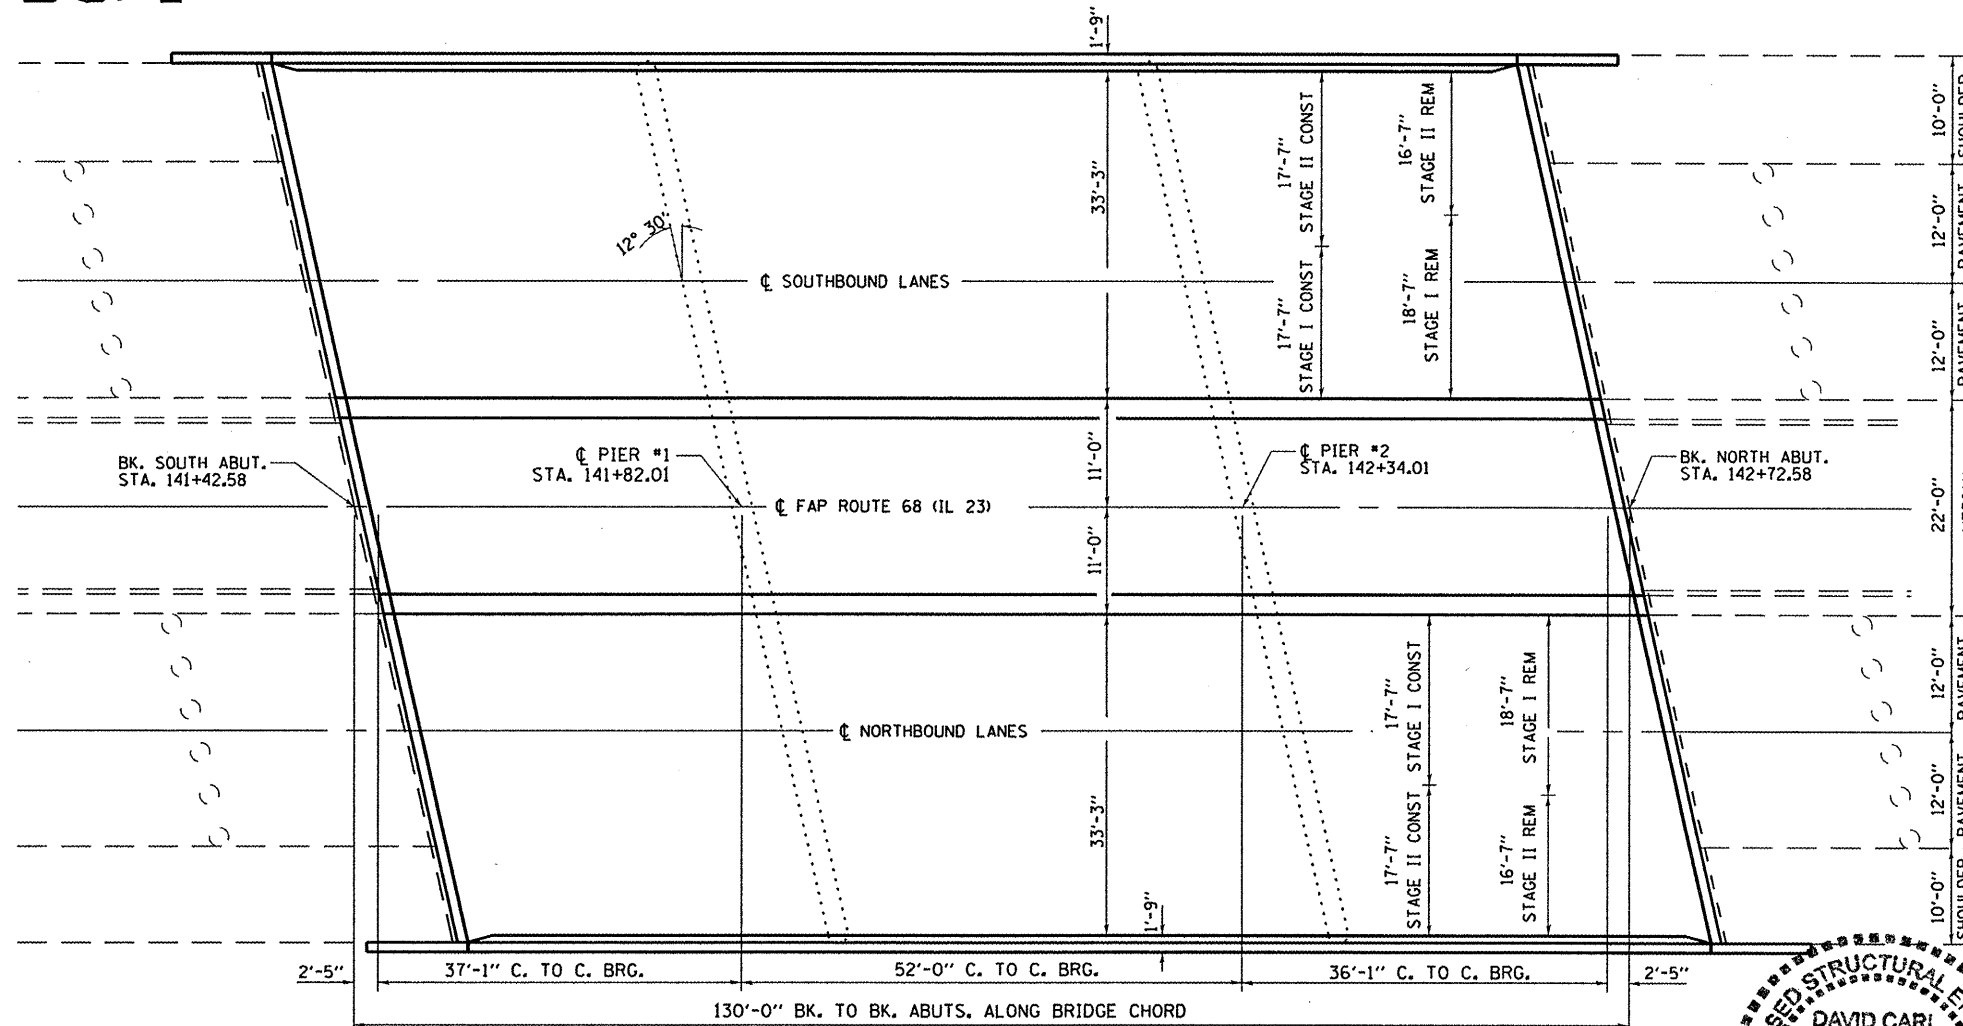 1'-9"
33'-3"
17'-7"
STAGE II CONST
16'-7"
STAGE II REM
10'-0"
SHOULDER
12'-0"
PAVEMENT
12° 30'
℄ SOUTHBOUND LANES
17'-7"
STAGE I CONST
18'-7"
STAGE I REM
12'-0"
PAVEMENT
BK. SOUTH ABUT.
STA. 141+42.58
℄ PIER #1
STA. 141+82.01
11'-0"
℄ PIER #2
STA. 142+34.01
BK. NORTH ABUT.
STA. 142+72.58
℄ FAP ROUTE 68 (IL 23)
22'-0"
11'-0"
17'-7"
STAGE I CONST
18'-7"
STAGE I REM
12'-0"
PAVEMENT
℄ NORTHBOUND LANES
33'-3"
17'-7"
STAGE II CONST
16'-7"
STAGE II REM
12'-0"
PAVEMENT
1'-9"
10'-0"
SHOULDER
2'-5"
37'-1" C. TO C. BRG.
52'-0" C. TO C. BRG.
36'-1" C. TO C. BRG.
2'-5"
130'-0" BK. TO BK. ABUTS. ALONG BRIDGE CHORD
STRUCTURAL
DAVID CARL